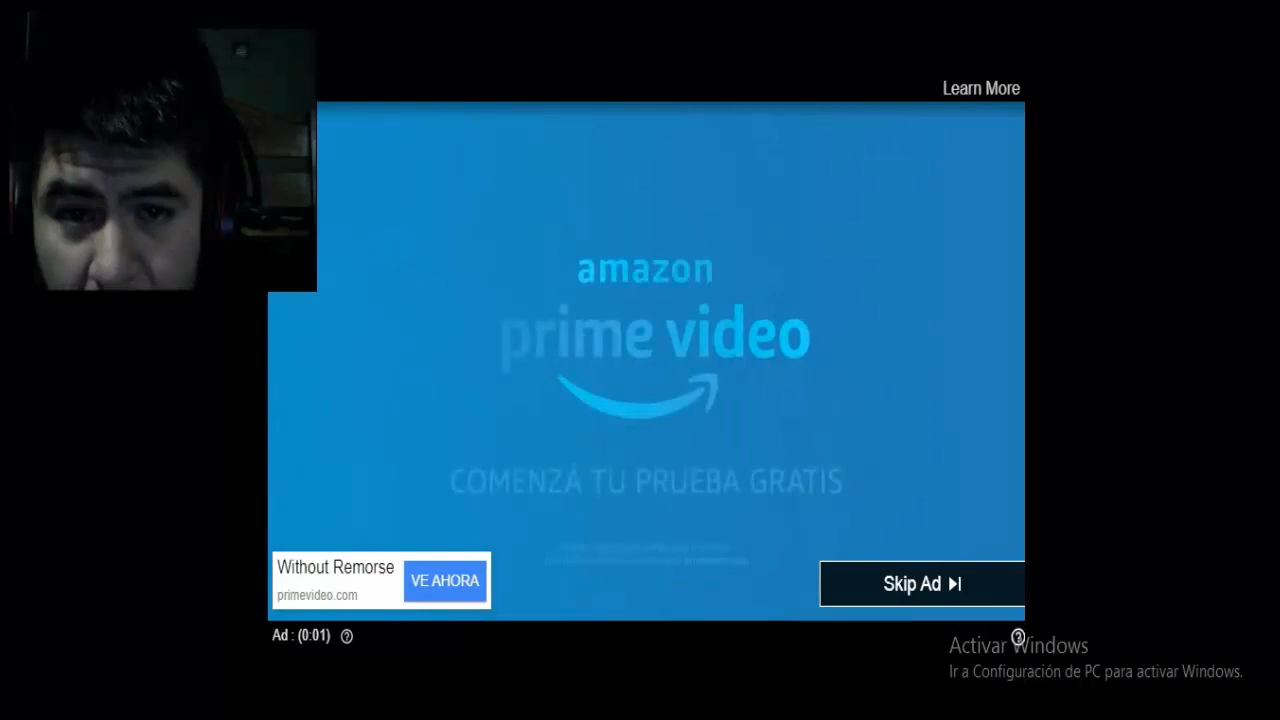 Learn More
amazon
prime video
COMENZÁ TU PRUEBA GRATIS
Without Remorse
VE AHORA
primevideo.com
Skip Ad
Ad : (0:01)
Activar Windows
Ir a Configuración de PC para activar Windows.